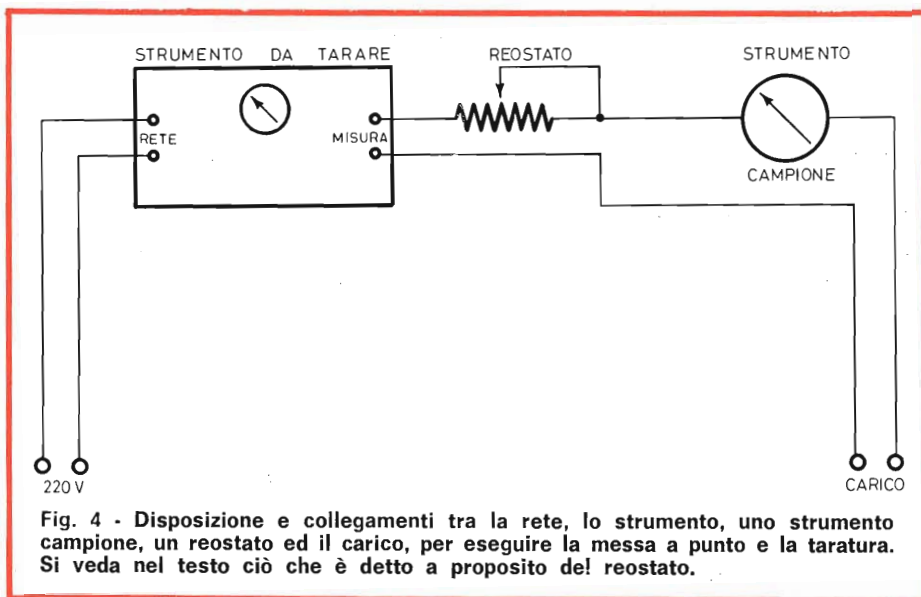 STRUMENTO DA TARARE
REOSTATO
STRUMENTO
RETE
MISURA
CAMPIONE
220 V
CARICO
Fig. 4 - Disposizione e collegamenti tra la rete, lo strumento, uno strumento
campione, un reostato ed il carico, per eseguire la messa a punto e la taratura.
Si veda nel testo ciò che è detto a proposito del reostato.